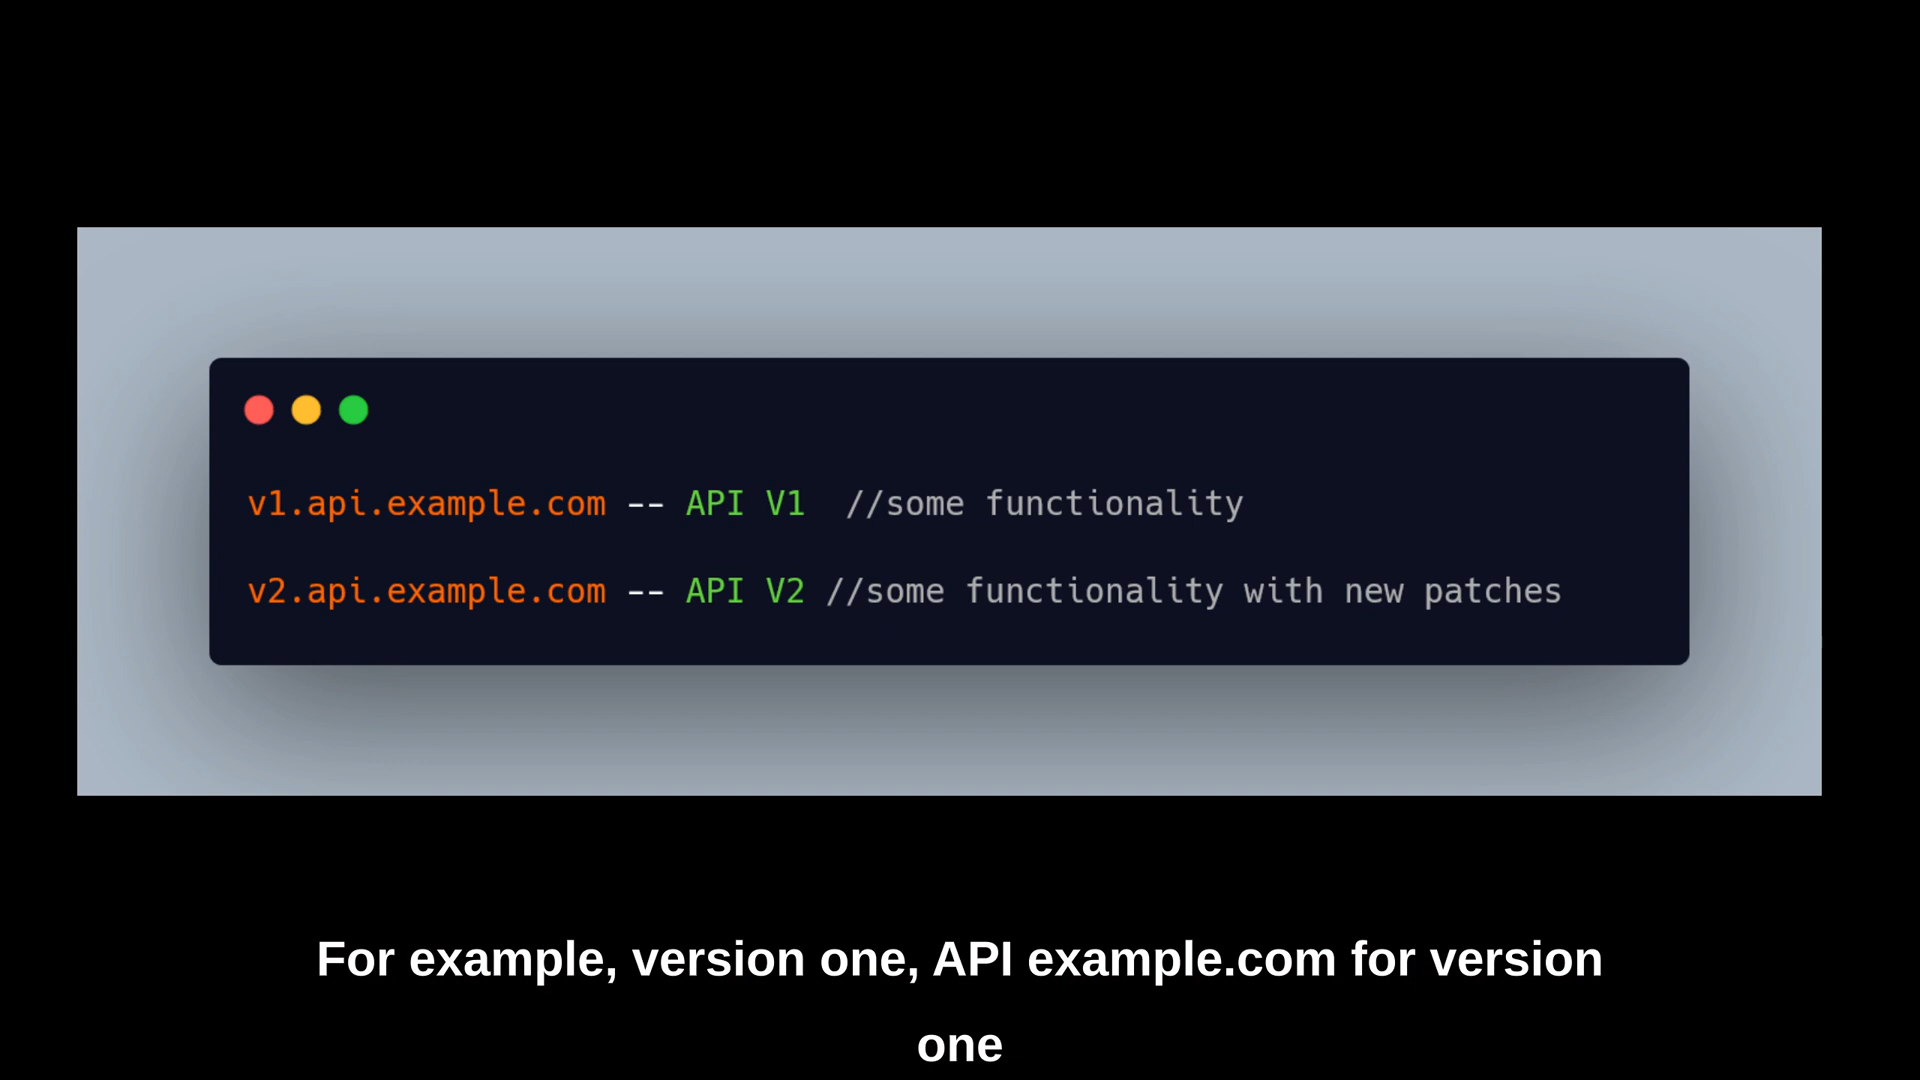 v1.api.example.com -- API V1  //some functionality
v2.api.example.com -- API V2 //some functionality with new patches
For example, version one, API example.com for version
one